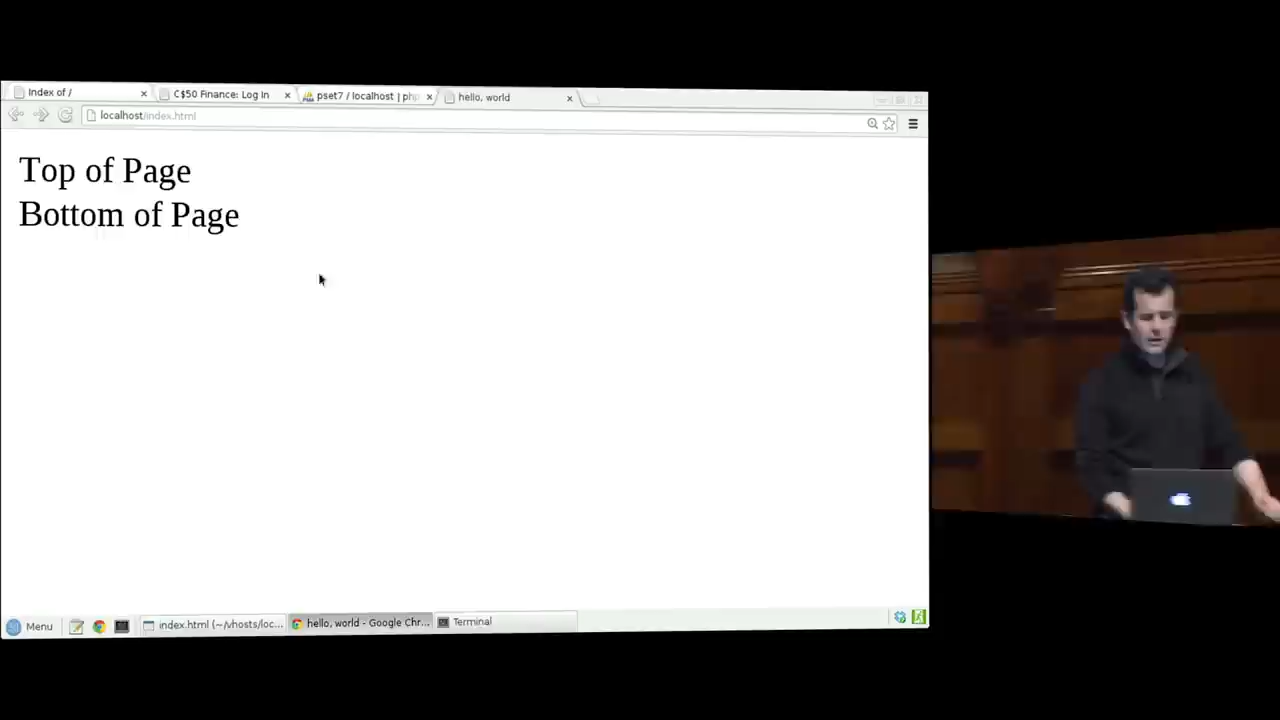 Index of /
C$50 Finance: Log In
pset7 / localhost | php
hello, world
localhost/index.html
Top of Page
Bottom of Page
Menu
index.html (~/vhosts/loc...
hello, world - Google Chr...
Terminal